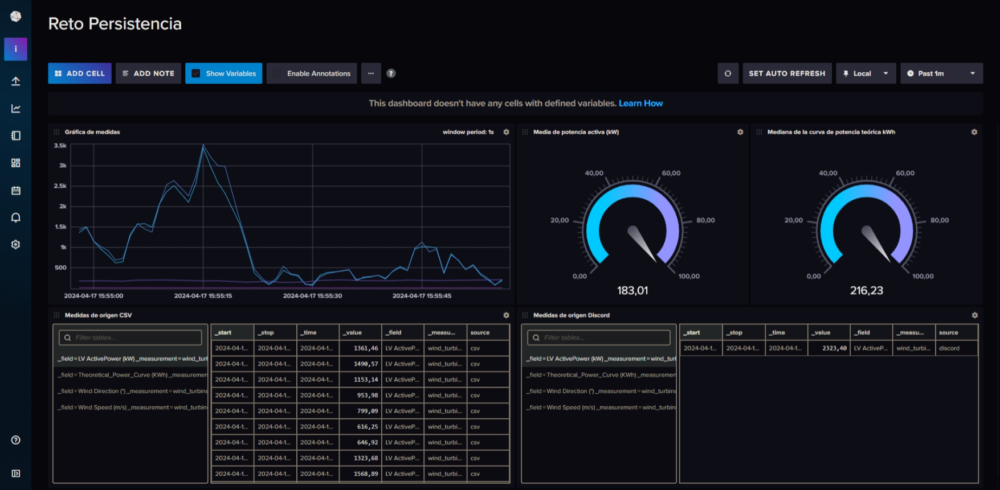 Reto Persistencia
i
ADD CELL
ADD NOTE
Show Variables
Enable Annotations
...
?
SET AUTO REFRESH
Local
Past 1m
This dashboard doesn't have any cells with defined variables. Learn How
Gráfica de medidas
window period: 1s
3.5k
3k
2.5k
2k
1.5k
1k
500
2024-04-17 15:55:00
2024-04-17 15:55:15
2024-04-17 15:55:30
2024-04-17 15:55:45
Media de potencia activa (kW)
40,00
60,00
20,00
80,00
0,00
100,00
183,01
Mediana de la curva de potencia teórica kWh
40,00
60,00
20,00
80,00
0,00
100,00
216,23
Medidas de origen CSV
Filter tables...
_field=LV ActivePower (kW) _measurement=wind_turl
_field=Theoretical_Power_Curve (KWh) _measuremen
_field=Wind Direction (°) _measurement=wind_turbine
_field=Wind Speed (m/s) _measurement=wind_turbin
_start _stop _time _value _field _measu... source
2024-04-1... 2024-04-1... 2024-04-1... 1361,46 LV ActiveP... wind_turbi... csv
2024-04-1... 2024-04-1... 2024-04-1... 1490,57 LV ActiveP... wind_turbi... csv
2024-04-1... 2024-04-1... 2024-04-1... 1153,14 LV ActiveP... wind_turbi... csv
2024-04-1... 2024-04-1... 2024-04-1... 953,98 LV ActiveP... wind_turbi... csv
2024-04-1... 2024-04-1... 2024-04-1... 799,09 LV ActiveP... wind_turbi... csv
2024-04-1... 2024-04-1... 2024-04-1... 616,25 LV ActiveP... wind_turbi... csv
2024-04-1... 2024-04-1... 2024-04-1... 646,92 LV ActiveP... wind_turbi... csv
2024-04-1... 2024-04-1... 2024-04-1... 1323,68 LV ActiveP... wind_turbi... csv
2024-04-1... 2024-04-1... 2024-04-1... 1568,89 LV ActiveP... wind_turbi... csv
Medidas de origen Discord
Filter tables...
_field=LV ActivePower (kW) _measurement=wind_turl
_field=Theoretical_Power_Curve (KWh) _measuremen
_field=Wind Direction (°) _measurement=wind_turbine
_field=Wind Speed (m/s) _measurement=wind_turbin
_start _stop _time _value _field _measu... source
2024-04-1... 2024-04-1... 2024-04-1... 2323,40 LV ActiveP... wind_turbi... discord
?